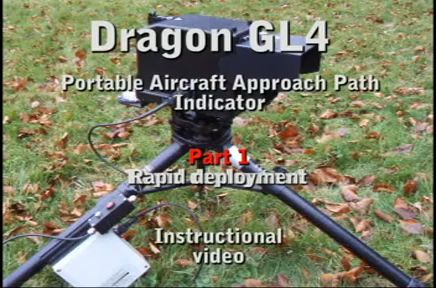 Dragon GL4
Portable Aircraft Approach Path
Indicator
Part 1
Rapid deployment
Instructional
video